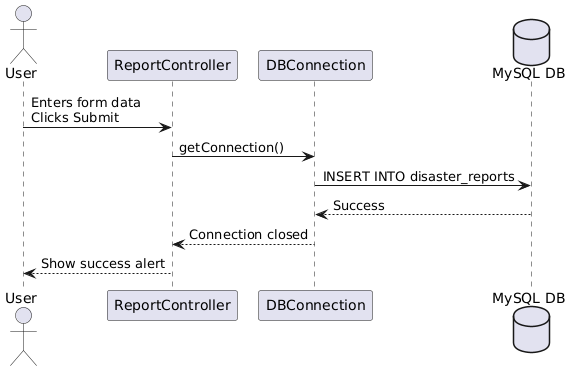 User
ReportController
DBConnection
MySQL DB
Enters form data
Clicks Submit
getConnection()
INSERT INTO disaster_reports
Success
Connection closed
Show success alert
User
ReportController
DBConnection
MySQL DB